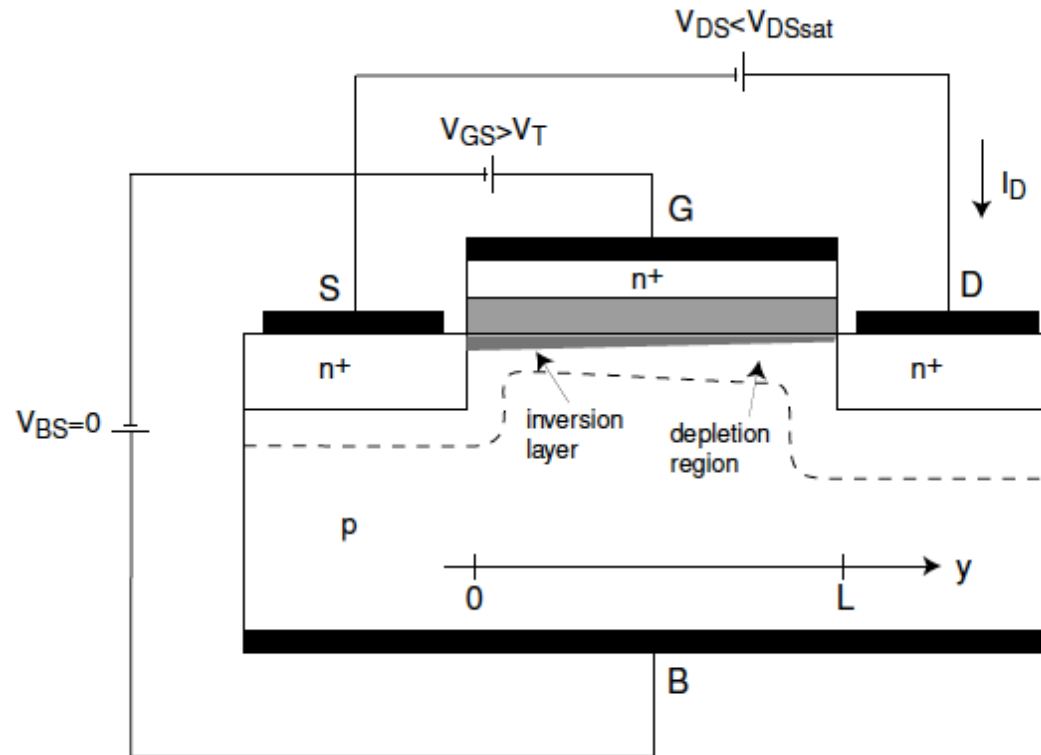 VDS<VDSsat
VGS>VT
ID
G
S
D
n+
n+
n+
VBS=0
inversion
layer
depletion
region
p
0
L
y
B